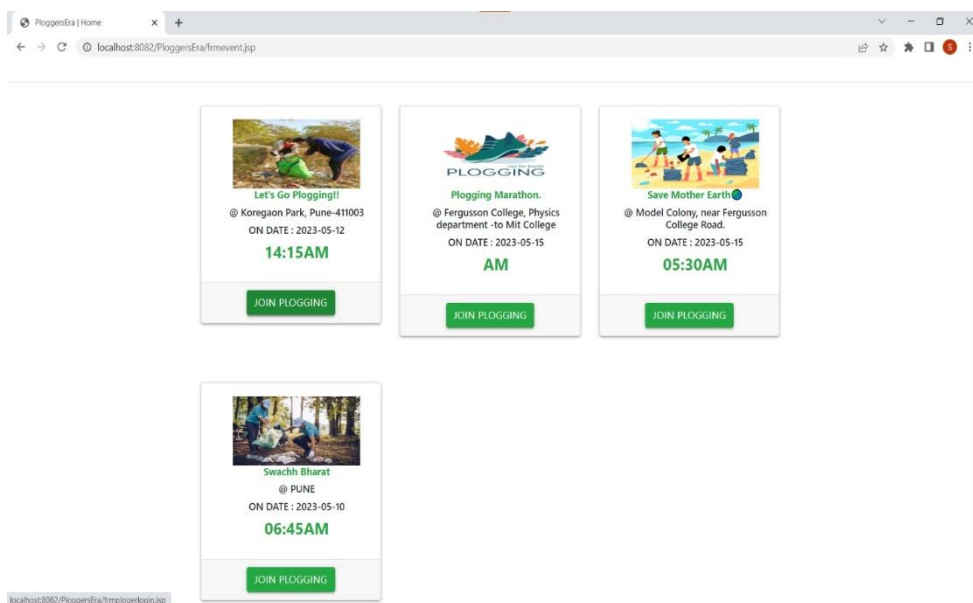 PloggersEra | Home
localhost:8082/PloggersEra/frmevent.jsp
S
Let's Go Plogging!!
@ Koregaon Park, Pune-411003
ON DATE : 2023-05-12
14:15AM
JOIN PLOGGING
PLOGGING
Plogging Marathon.
@ Fergusson College, Physics
department -to Mit College
ON DATE : 2023-05-15
AM
JOIN PLOGGING
Save Mother Earth🌏
@ Model Colony, near Fergusson
College Road.
ON DATE : 2023-05-15
05:30AM
JOIN PLOGGING
Swachh Bharat
@ PUNE
ON DATE : 2023-05-10
06:45AM
JOIN PLOGGING
localhost:8082/PloggersEra/frmplogerlogin.jsp